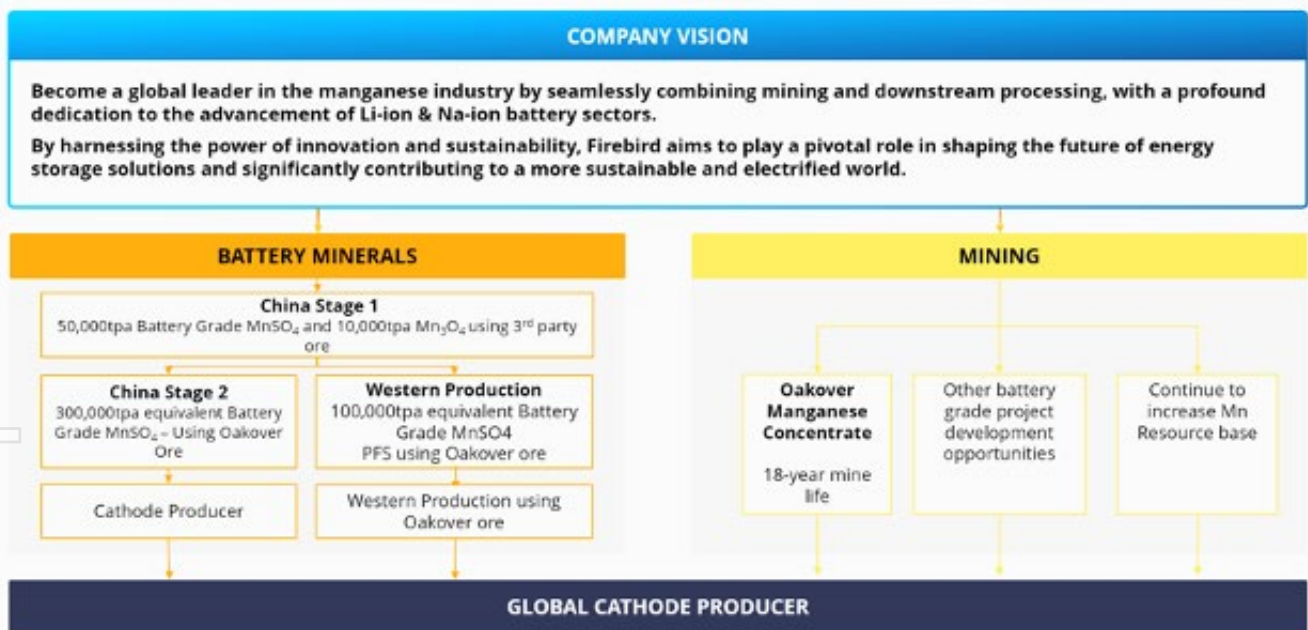 COMPANY VISION
Become a global leader in the manganese industry by seamlessly combining mining and downstream processing, with a profound
dedication to the advancement of Li-ion & Na-ion battery sectors.
By harnessing the power of innovation and sustainability, Firebird aims to play a pivotal role in shaping the future of energy
storage solutions and significantly contributing to a more sustainable and electrified world.
BATTERY MINERALS
China Stage 1
50,000tpa Battery Grade MnSO₄ and 10,000tpa Mn₃O₄ using 3ʳᵈ party
ore
China Stage 2
300,000tpa equivalent Battery
Grade MnSO₄ – Using Oakover
Ore
Western Production
100,000tpa equivalent Battery
Grade MnSO4
PFS using Oakover ore
Cathode Producer
Western Production using
Oakover ore
MINING
Oakover
Manganese
Concentrate
18-year mine
life
Other battery
grade project
development
opportunities
Continue to
increase Mn
Resource base
GLOBAL CATHODE PRODUCER